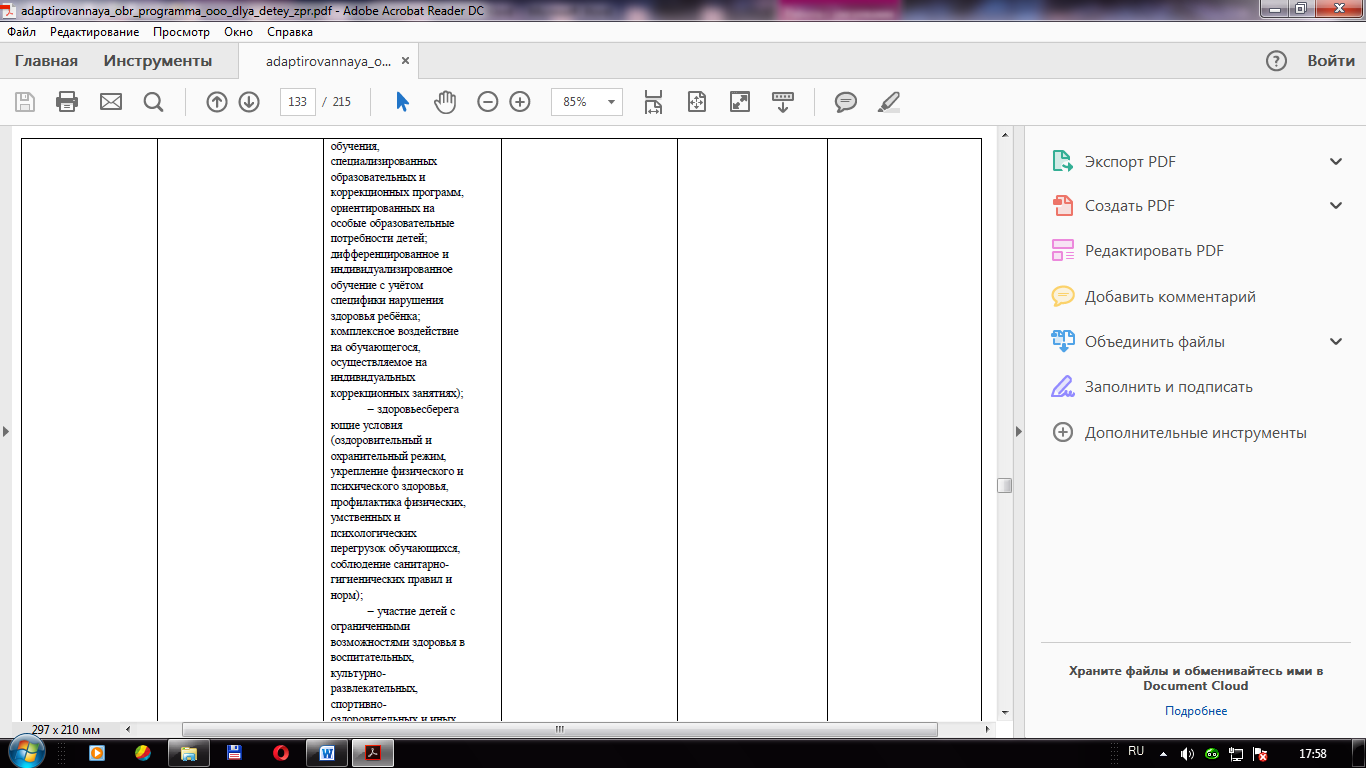 adaptirovannaya_obr_programma_ooo_dlya_detey_zpr.pdf - Adobe Acrobat Reader DC
Файл Редактирование Просмотр Окно Справка
Главная Инструменты adaptirovannaya_o... × Войти
133 / 215 85%
обучения,
специализированных
образовательных и
коррекционных программ,
ориентированных на
особые образовательные
потребности детей;
дифференцированное и
индивидуализированное
обучение с учётом
специфики нарушения
здоровья ребёнка;
комплексное воздействие
на обучающегося,
осуществляемое на
индивидуальных
коррекционных занятиях);
– здоровьесберега
ющие условия
(оздоровительный и
охранительный режим,
укрепление физического и
психического здоровья,
профилактика физических,
умственных и
психологических
перегрузок обучающихся,
соблюдение санитарно-
гигиенических правил и
норм);
– участие детей с
ограниченными
возможностями здоровья в
воспитательных,
культурно-
развлекательных,
спортивно-
оздоровительных и иных
Экспорт PDF
Создать PDF
Редактировать PDF
Добавить комментарий
Объединить файлы
Заполнить и подписать
Дополнительные инструменты
Храните файлы и обменивайтесь ими в
Document Cloud
Подробнее
297 x 210 мм
RU 17:58